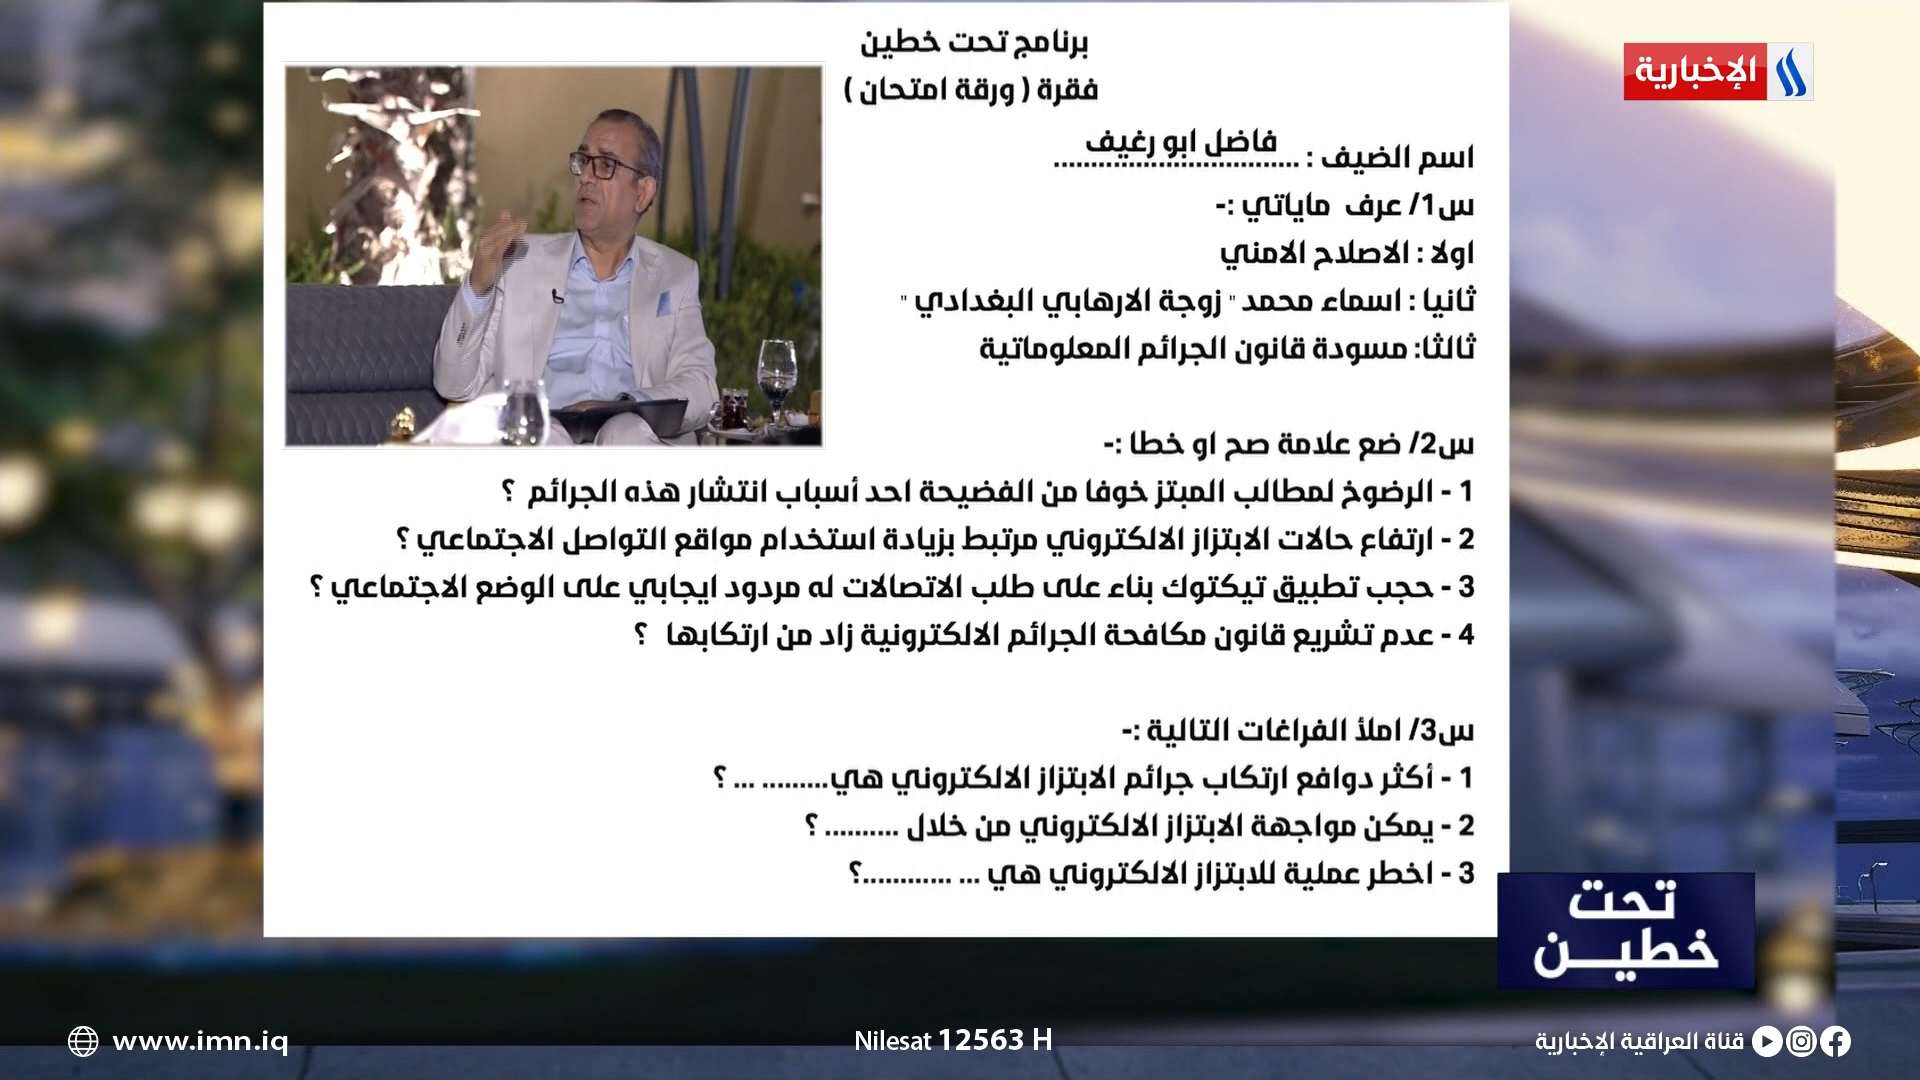 برنامج تحت خطين
فقرة ( ورقة امتحان )
الإخبارية
اسم الضيف : فاضل ابو رغيف ..............................
س1/ عرف ماياتي :-
اولا : الاصلاح الامني
ثانيا : اسماء محمد " زوجة الارهابي البغدادي "
ثالثا: مسودة قانون الجرائم المعلوماتية
س2/ ضع علامة صح او خطا :-
1 - الرضوخ لمطالب المبتز خوفا من الفضيحة احد أسباب انتشار هذه الجرائم ؟
2 - ارتفاع حالات الابتزاز الالكتروني مرتبط بزيادة استخدام مواقع التواصل الاجتماعي ؟
3 - حجب تطبيق تيكتوك بناء على طلب الاتصالات له مردود ايجابي على الوضع الاجتماعي ؟
4 - عدم تشريع قانون مكافحة الجرائم الالكترونية زاد من ارتكابها ؟
س3/ املأ الفراغات التالية :-
1 - أكثر دوافع ارتكاب جرائم الابتزاز الالكتروني هي......... ... ؟
2 - يمكن مواجهة الابتزاز الالكتروني من خلال .......... ؟
3 - اخطر عملية للابتزاز الالكتروني هي ... ............؟
تحت
خطيـــن
www.imn.iq
Nilesat 12563 H
قناة العراقية الإخبارية